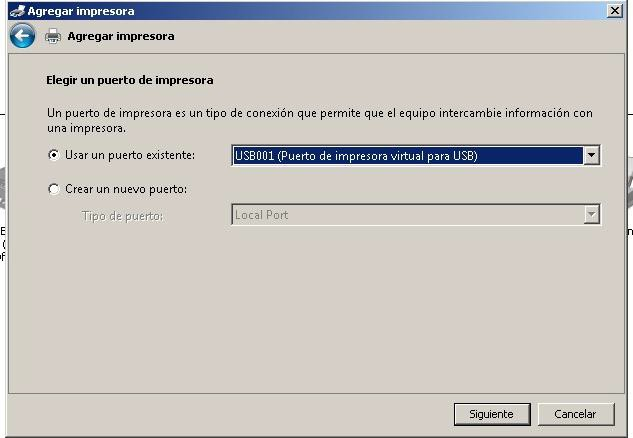 Agregar impresora
Agregar impresora
Elegir un puerto de impresora
Un puerto de impresora es un tipo de conexión que permite que el equipo intercambie información con
una impresora.
Usar un puerto existente:
USB001 (Puerto de impresora virtual para USB)
Crear un nuevo puerto:
Tipo de puerto:
Local Port
Siguiente
Cancelar